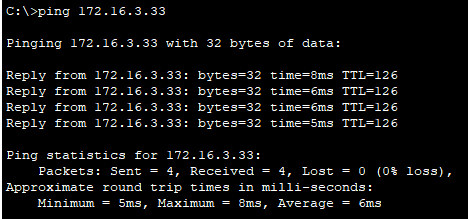 C:\>ping 172.16.3.33
Pinging 172.16.3.33 with 32 bytes of data:
Reply from 172.16.3.33: bytes=32 time=8ms TTL=126
Reply from 172.16.3.33: bytes=32 time=6ms TTL=126
Reply from 172.16.3.33: bytes=32 time=6ms TTL=126
Reply from 172.16.3.33: bytes=32 time=5ms TTL=126
Ping statistics for 172.16.3.33:
    Packets: Sent = 4, Received = 4, Lost = 0 (0% loss),
Approximate round trip times in milli-seconds:
    Minimum = 5ms, Maximum = 8ms, Average = 6ms